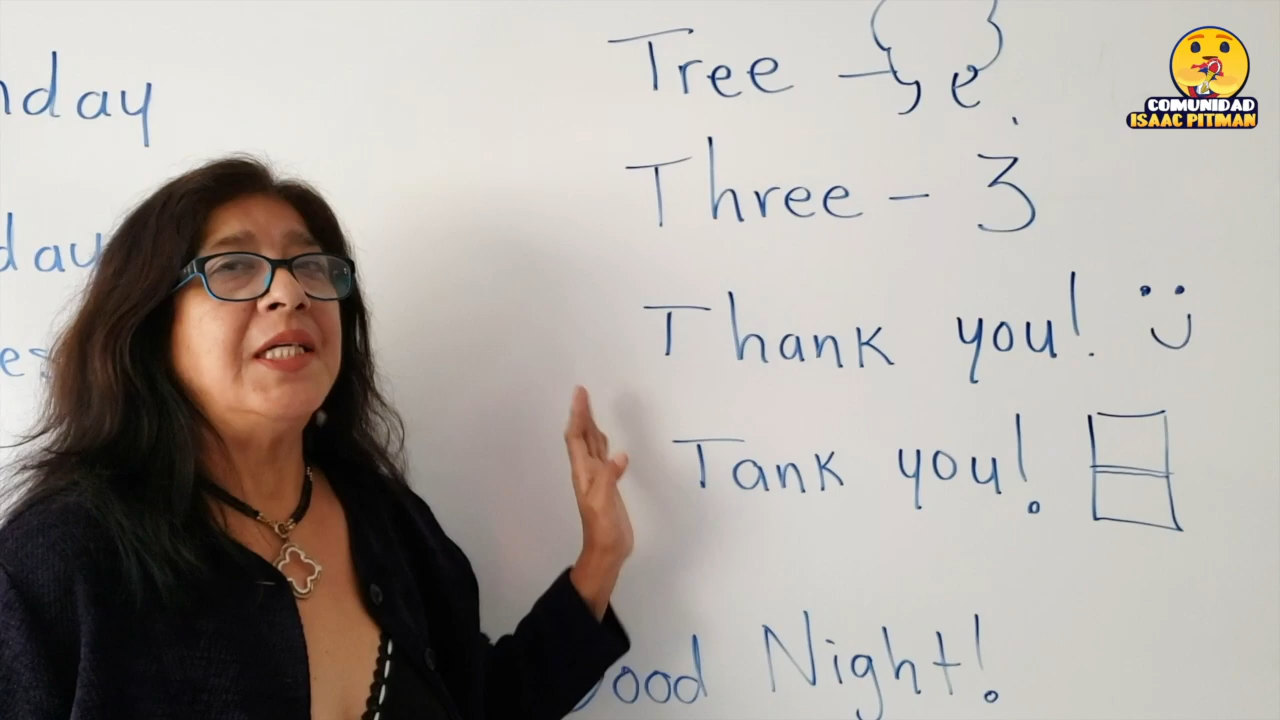 Tree -
Three - 3
Thank you!
Tank you!
Good Night!
nday
day
es
COMUNIDAD
ISAAC PITMAN